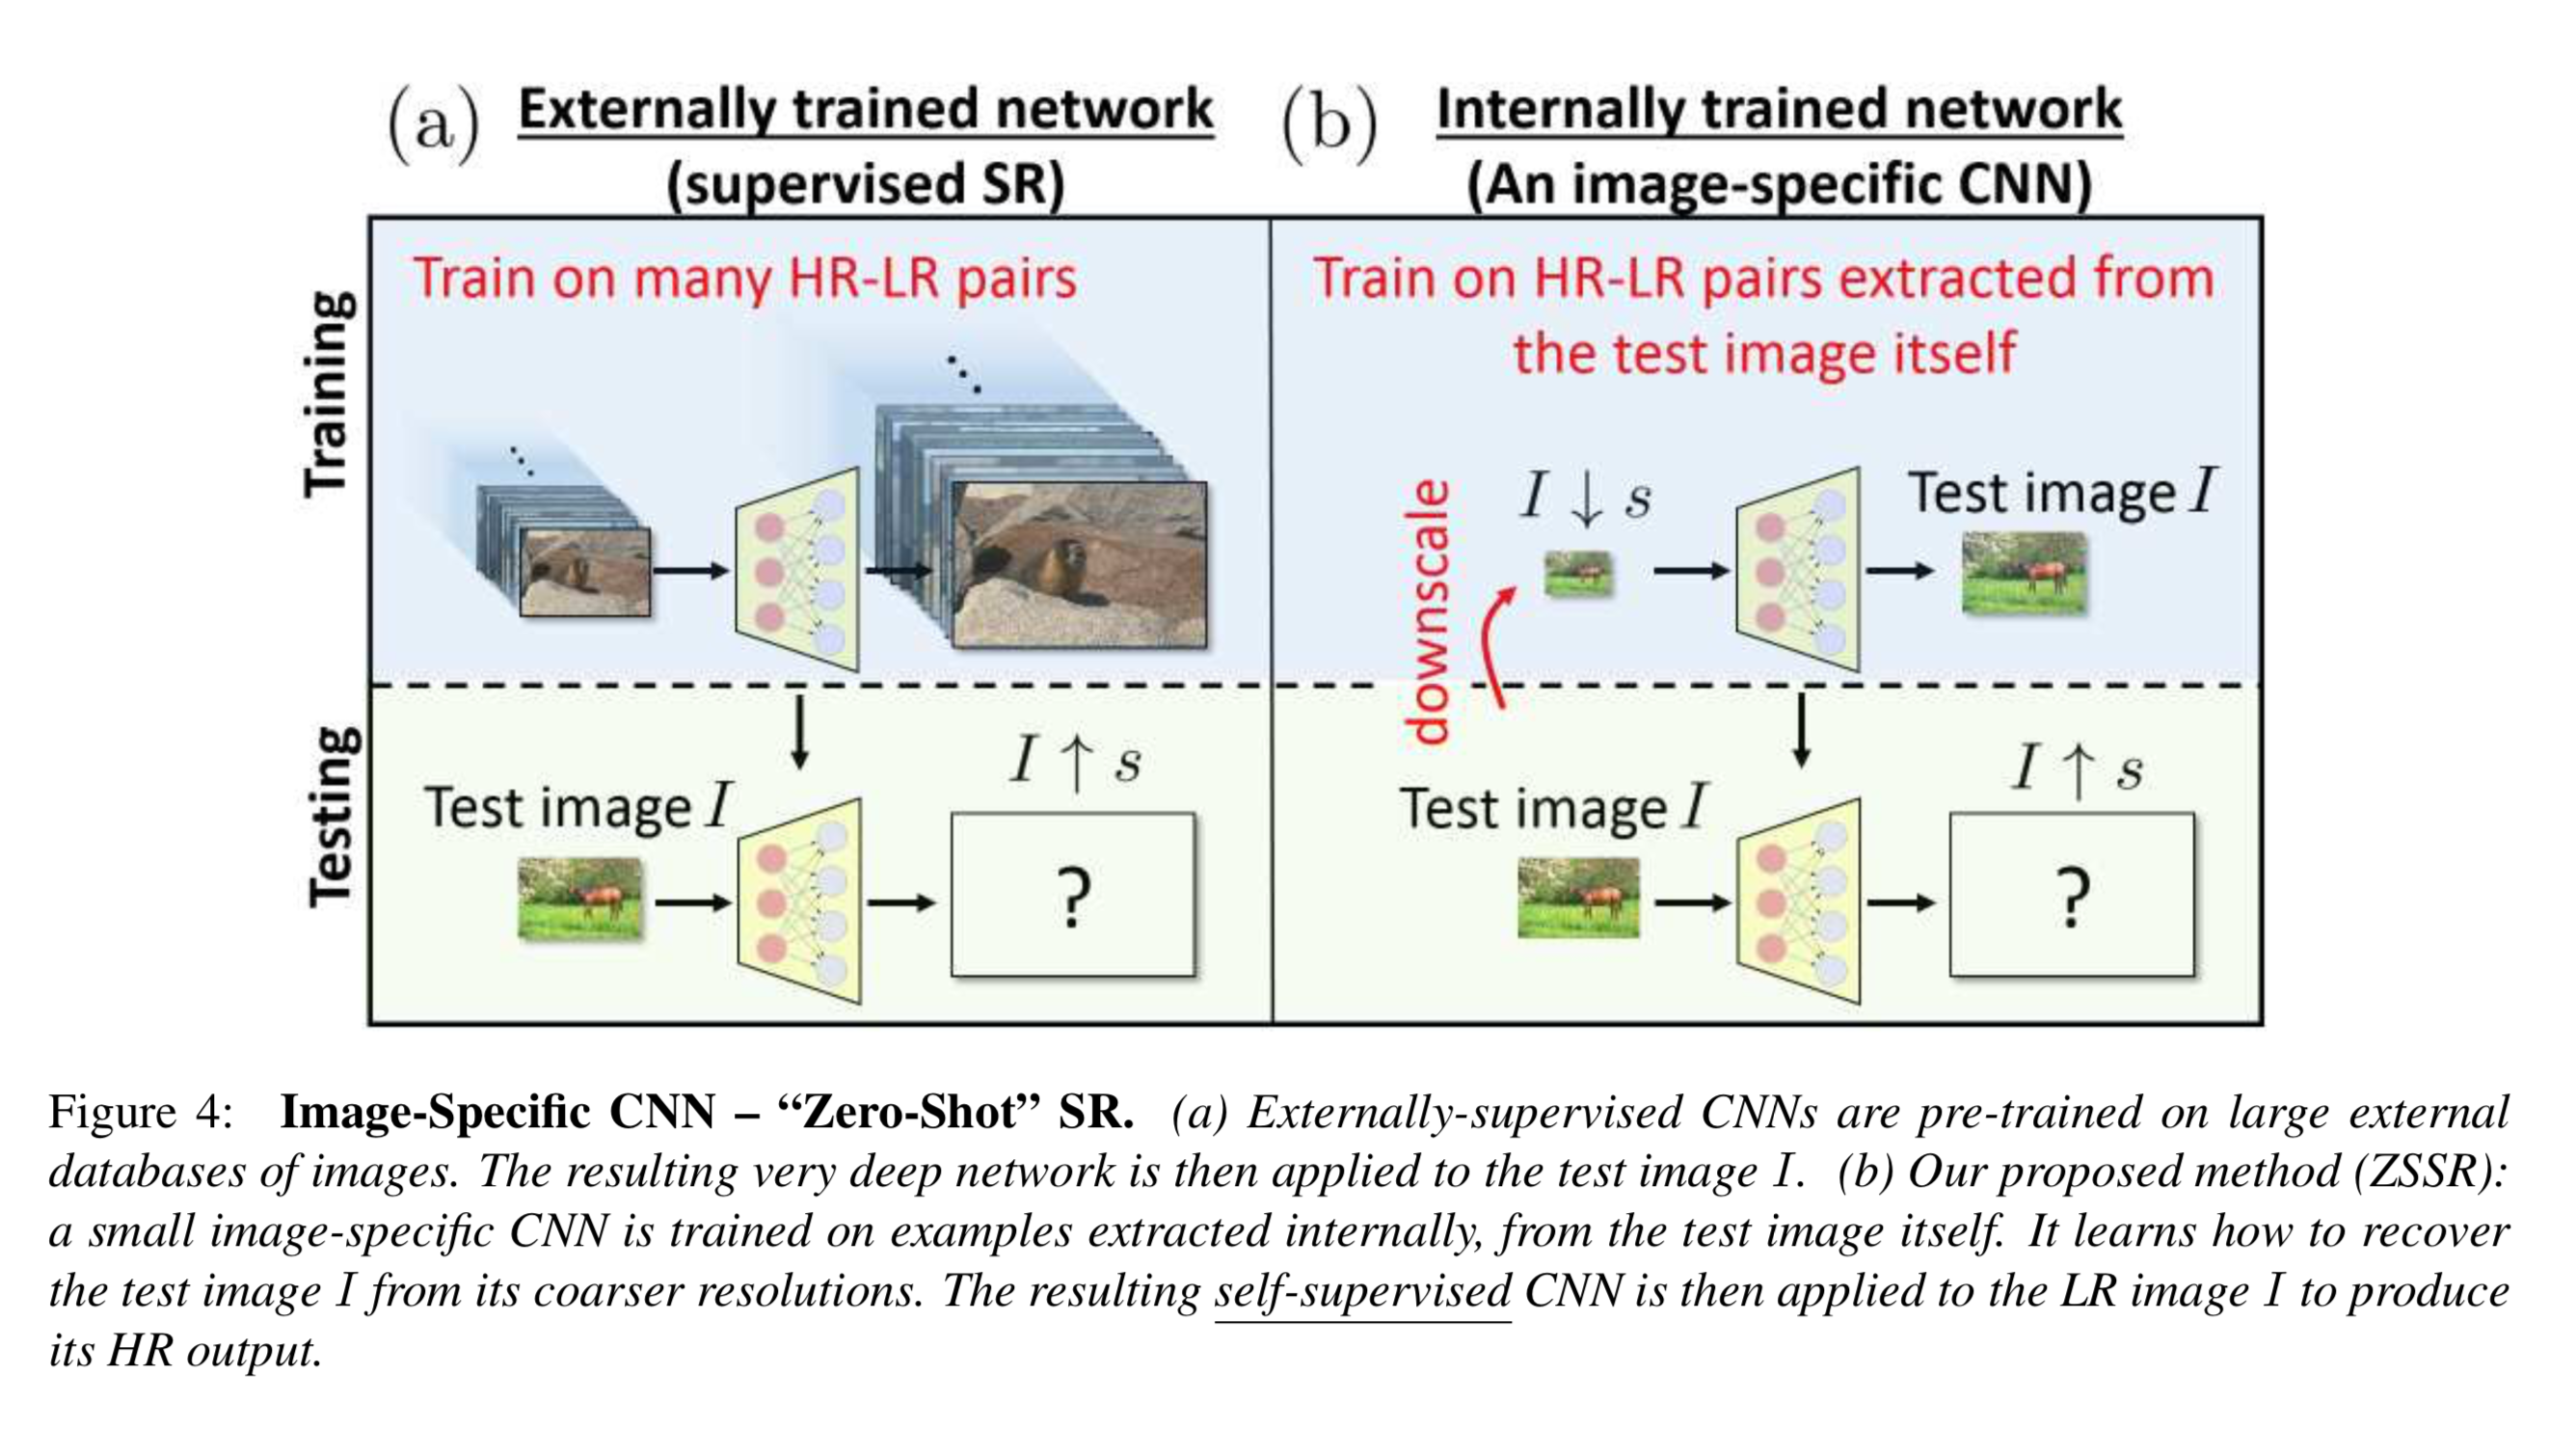 (a) Externally trained network
(supervised SR)
(b) Internally trained network
(An image-specific CNN)
Training
Train on many HR-LR pairs
Train on HR-LR pairs extracted from
the test image itself
downscale
I ↓ s
Test image I
Testing
Test image I
I ↑ s
?
Test image I
I ↑ s
?
Figure 4: Image-Specific CNN – “Zero-Shot” SR. (a) Externally-supervised CNNs are pre-trained on large external
databases of images. The resulting very deep network is then applied to the test image I. (b) Our proposed method (ZSSR):
a small image-specific CNN is trained on examples extracted internally, from the test image itself. It learns how to recover
the test image I from its coarser resolutions. The resulting self-supervised CNN is then applied to the LR image I to produce
its HR output.